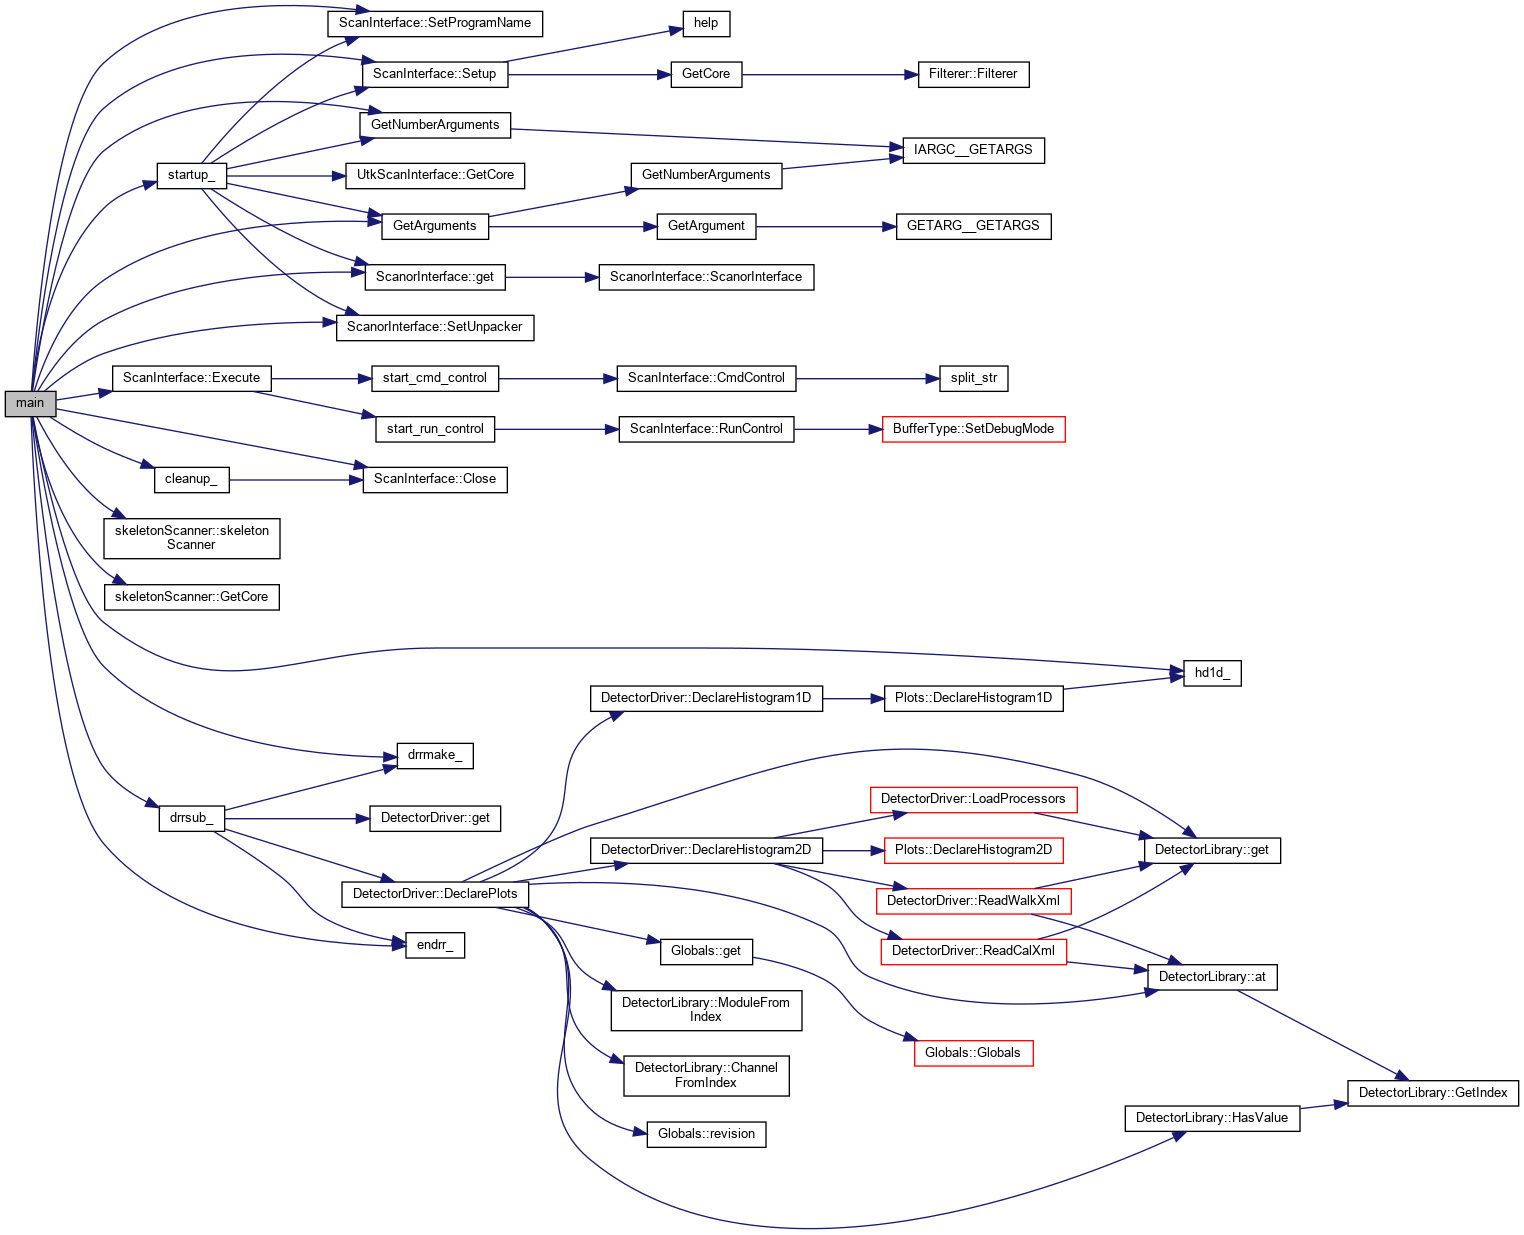 ScanInterface::SetProgramName
help
ScanInterface::Setup
GetCore
Filterer::Filterer
GetNumberArguments
IARGC__GETARGS
startup_
UtkScanInterface::GetCore
GetNumberArguments
GetArguments
GetArgument
GETARG__GETARGS
ScanorInterface::get
ScanorInterface::ScanorInterface
ScanorInterface::SetUnpacker
ScanInterface::Execute
start_cmd_control
ScanInterface::CmdControl
split_str
main
start_run_control
ScanInterface::RunControl
BufferType::SetDebugMode
cleanup_
ScanInterface::Close
skeletonScanner::skeleton
Scanner
skeletonScanner::GetCore
hd1d_
DetectorDriver::DeclareHistogram1D
Plots::DeclareHistogram1D
drrmake_
DetectorDriver::LoadProcessors
drrsub_
DetectorDriver::get
DetectorDriver::DeclareHistogram2D
Plots::DeclareHistogram2D
DetectorLibrary::get
DetectorDriver::DeclarePlots
DetectorDriver::ReadWalkXml
endrr_
Globals::get
DetectorDriver::ReadCalXml
DetectorLibrary::at
DetectorLibrary::ModuleFrom
Index
Globals::Globals
DetectorLibrary::Channel
FromIndex
DetectorLibrary::GetIndex
DetectorLibrary::HasValue
Globals::revision